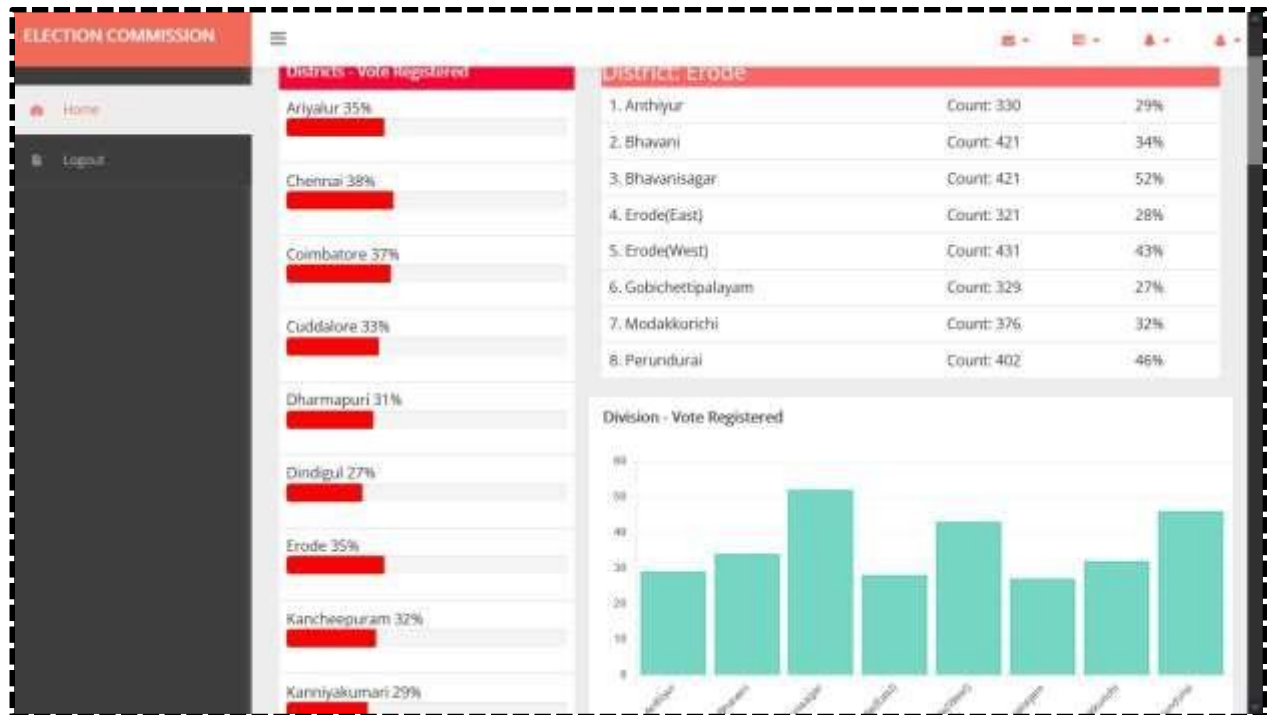 ELECTION COMMISSION
Home
Logout
Districts - Vote Registered
Ariyalur 35%
Chennai 38%
Coimbatore 37%
Cuddalore 33%
Dharmapuri 31%
Dindigul 27%
Erode 35%
Kancheepuram 32%
Kanniyakumari 29%
District: Erode
1. Anthiyur Count: 330 29%
2. Bhavani Count: 421 34%
3. Bhavanisagar Count: 421 52%
4. Erode(East) Count: 321 28%
5. Erode(West) Count: 431 43%
6. Gobichettipalayam Count: 329 27%
7. Modakkurichi Count: 376 32%
8. Perundurai Count: 402 46%
Division - Vote Registered
60
50
40
30
20
10
0